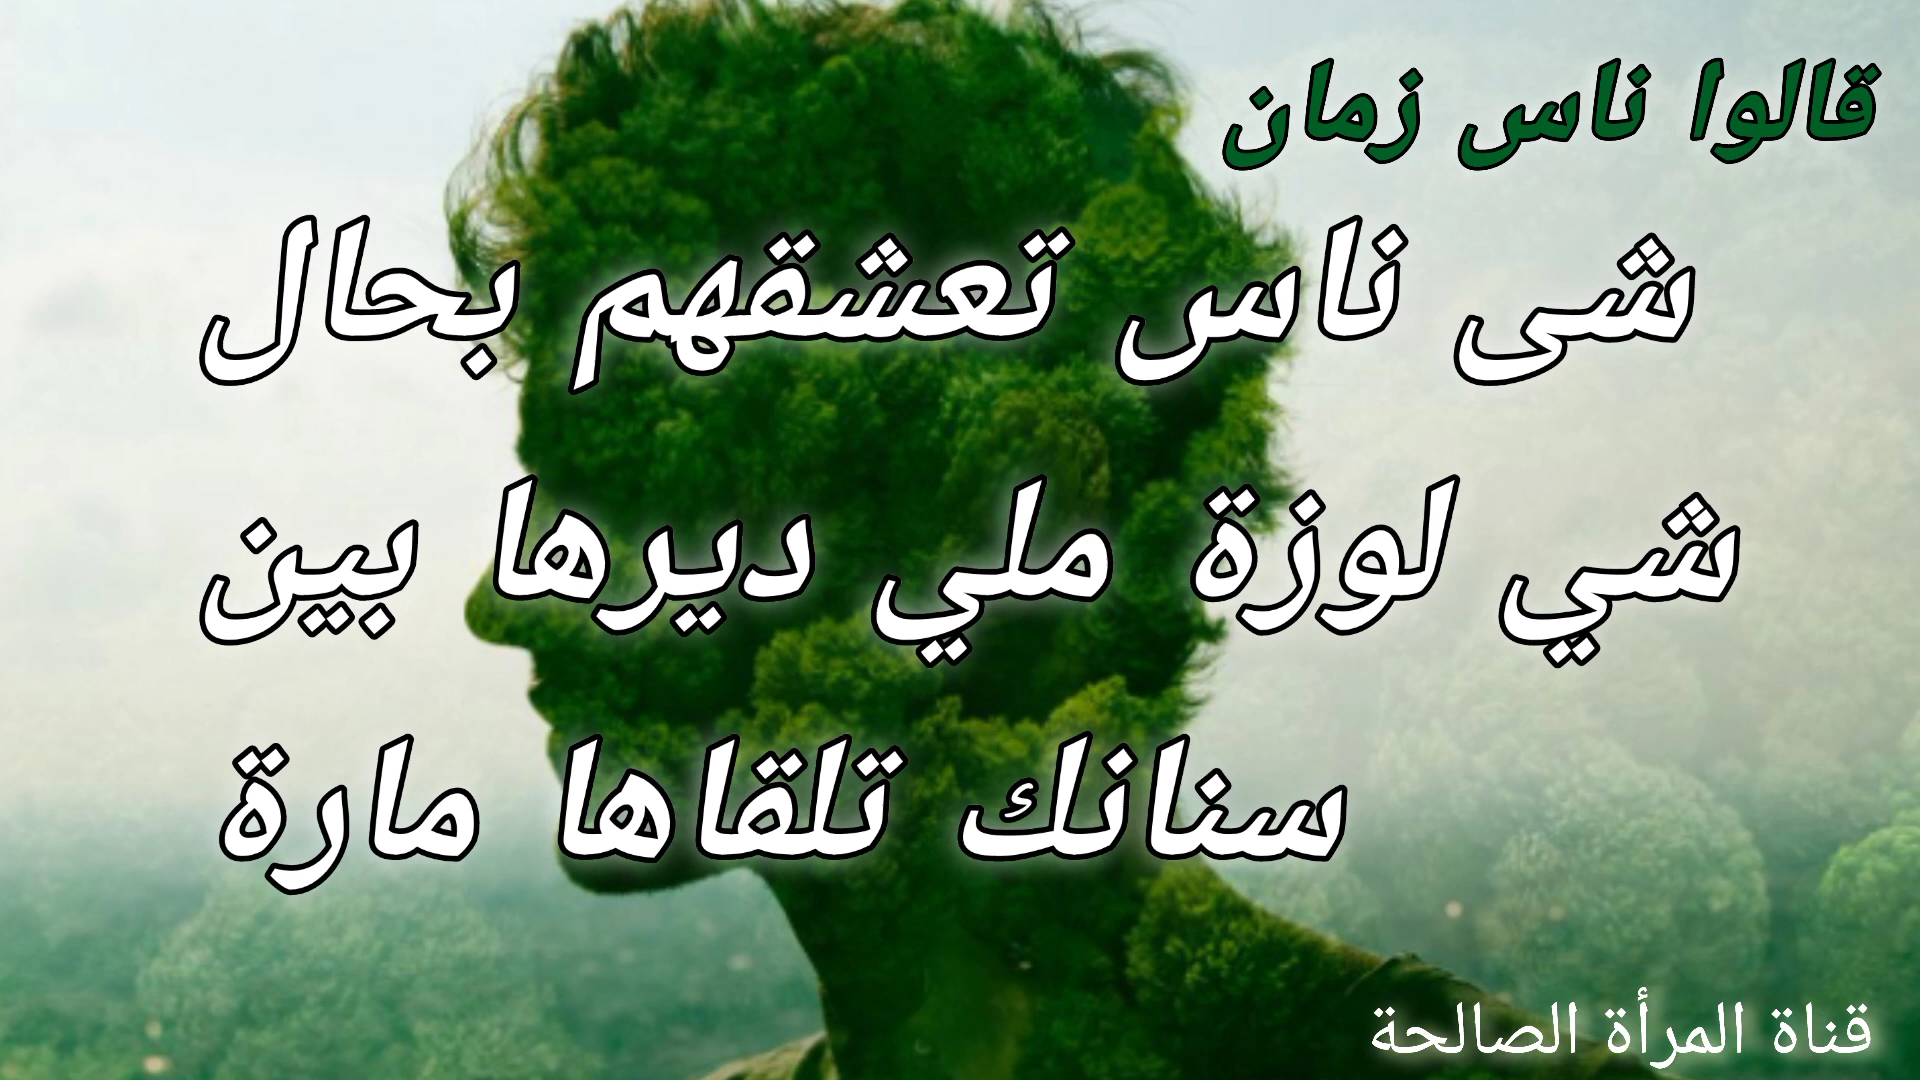 قالوا ناس زمان
شى ناس تعشقهم بحال
شي لوزة ملي ديرها بين
سنانك تلقاها مارة
قناة المرأة الصالحة